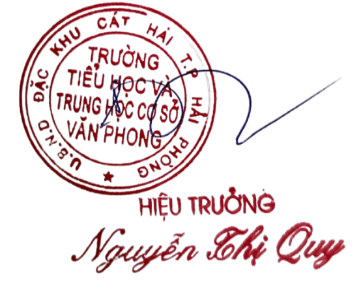 U.B.N.D ĐẶC KHU CÁT HẢI T.P HẢI PHÒNG
TRƯỜNG
TIỂU HỌC VÀ
TRUNG HỌC CƠ SỞ
VĂN PHONG
HIỆU TRƯỞNG
Nguyễn Thị Quy